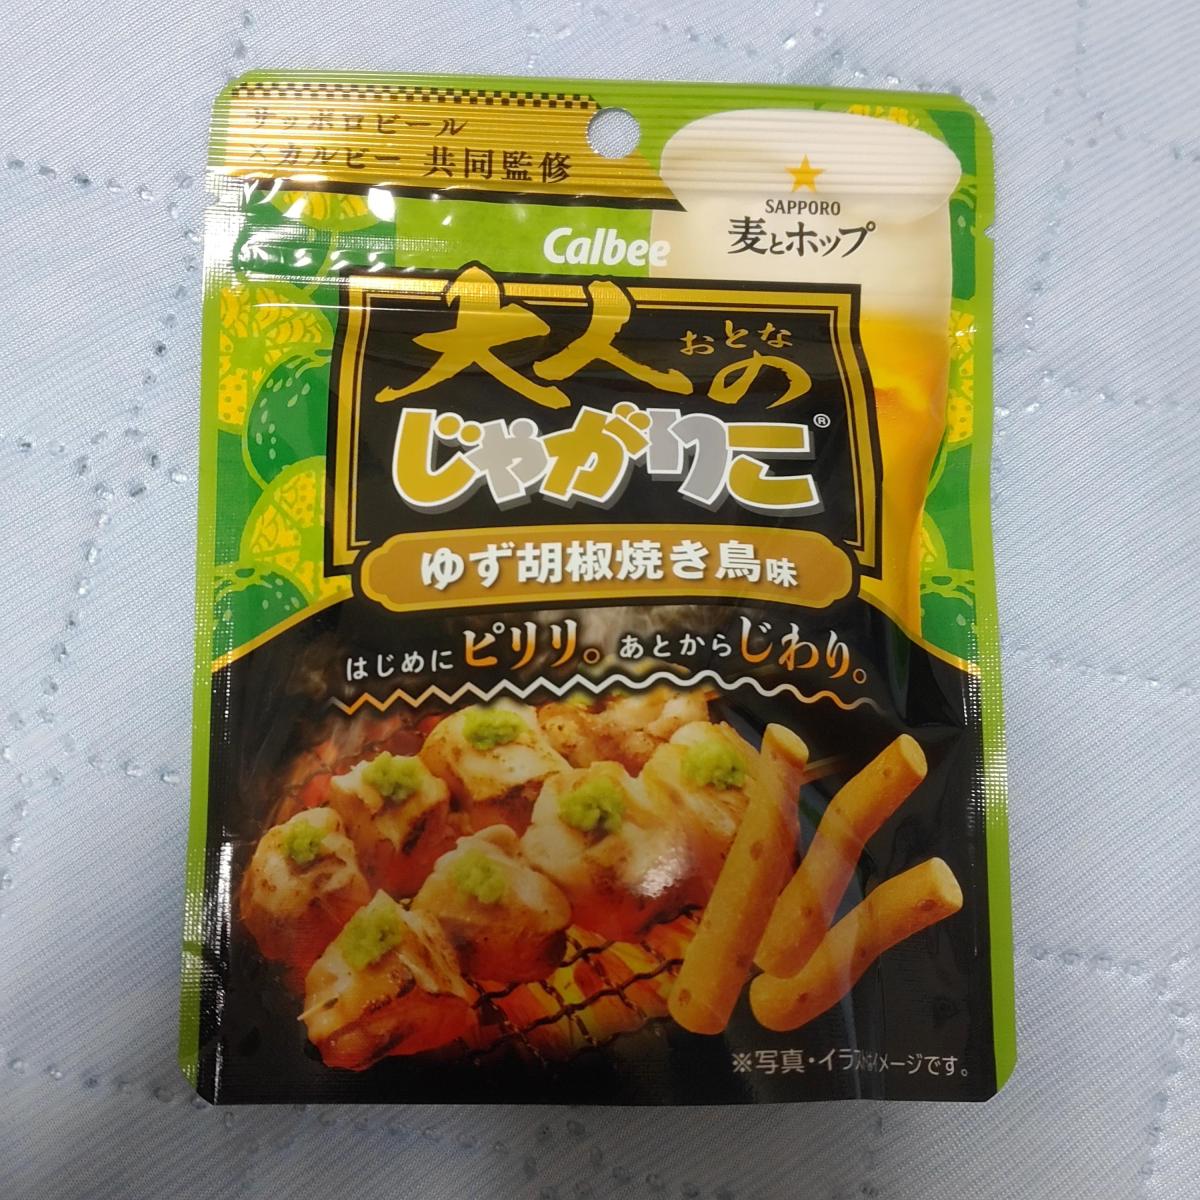 サッポロビール
×カルビー 共同監修
SAPPORO
麦とホップ
Calbee
大人の
おとな
じゃがりこ®
ゆず胡椒焼き鳥味
はじめにピリリ。あとからじわり。
※写真・イラストはイメージです。